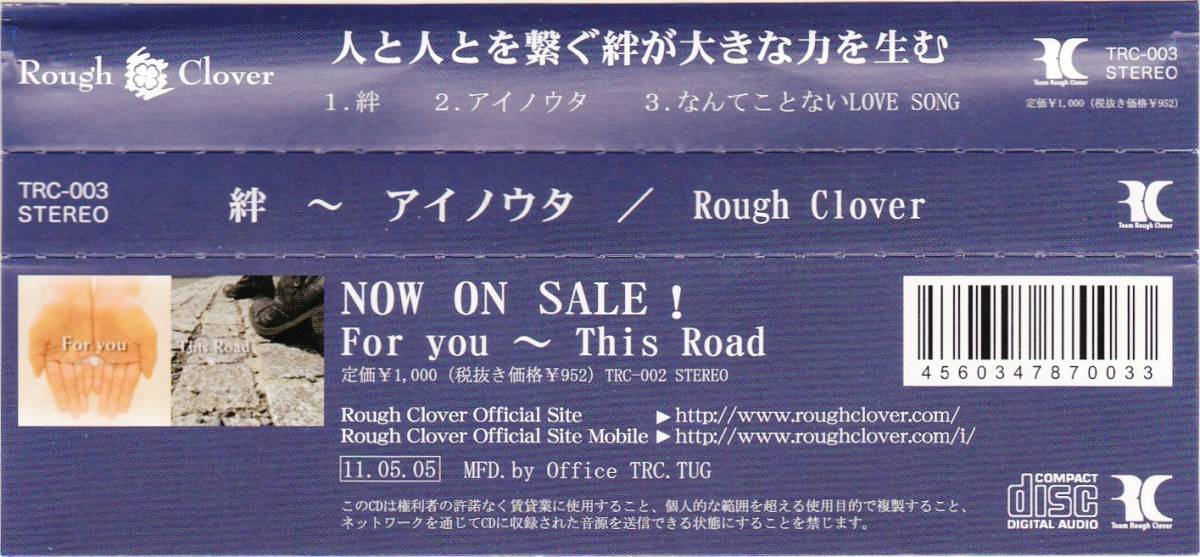 Rough Clover
人と人とを繋ぐ絆が大きな力を生む
1.絆 2.アイノウタ 3.なんてことないLOVE SONG
RC
Team Rough Clover
TRC-003
STEREO
定価￥1,000（税抜き価格￥952）
TRC-003
STEREO
絆 ～ アイノウタ ／ Rough Clover
RC
Team Rough Clover
For you
This Road
NOW ON SALE！
For you ～ This Road
定価￥1,000（税抜き価格￥952）TRC-002 STEREO
Rough Clover Official Site ▶http://www.roughclover.com/
Rough Clover Official Site Mobile ▶http://www.roughclover.com/i/
11.05.05 MFD.by Office TRC.TUG
このCDは権利者の許諾なく賃貸業に使用すること、個人的な範囲を超える使用目的で複製すること、
ネットワークを通じてCDに収録された音源を送信できる状態にすることを禁じます。
4560347870033
COMPACT
disc
DIGITAL AUDIO
RC
Team Rough Clover